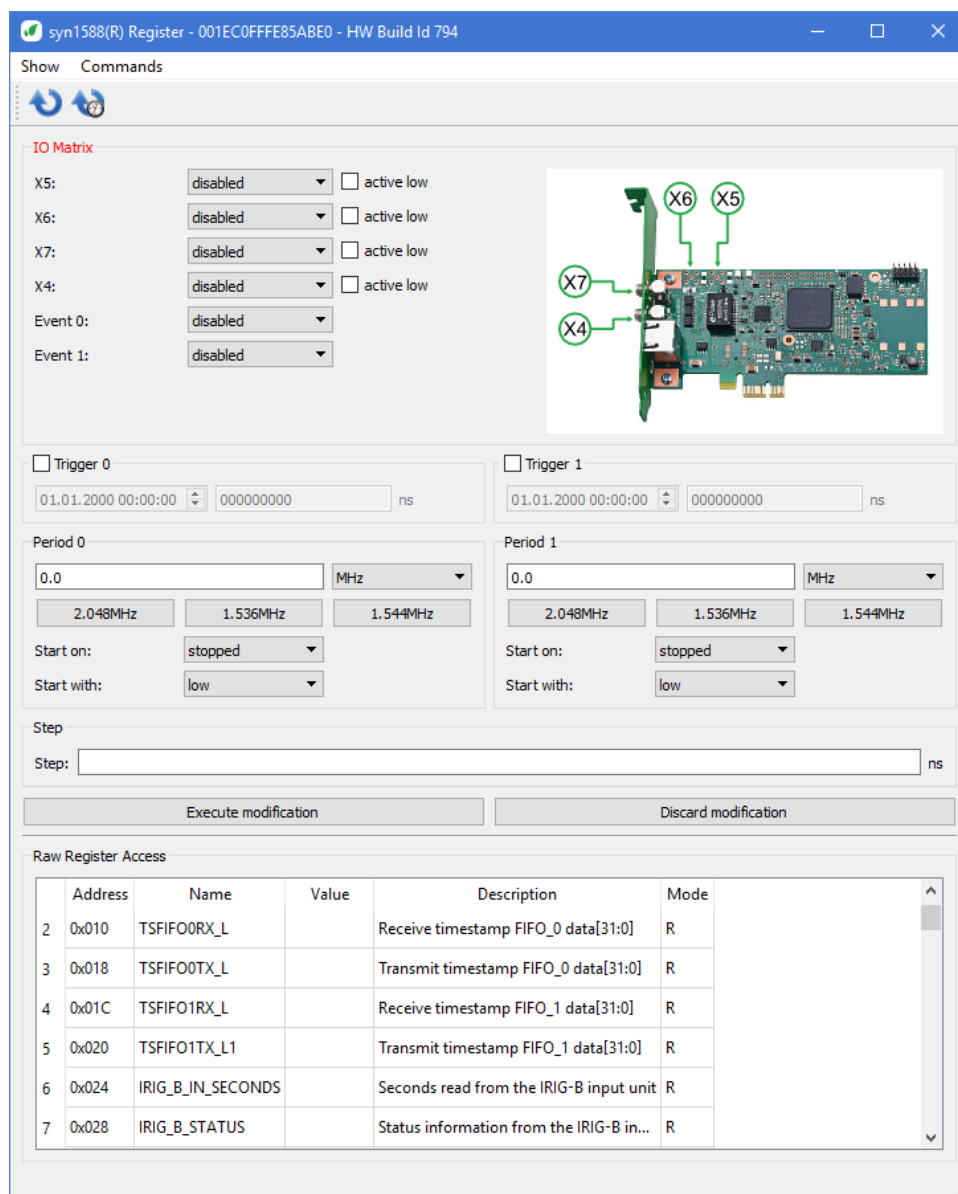 syn1588(R) Register - 001EC0FFFE85ABE0 - HW Build Id 794
Show Commands
IO Matrix
X5: disabled active low
X6: disabled active low
X7: disabled active low
X4: disabled active low
Event 0: disabled
Event 1: disabled
X6 X5
X7
X4
Trigger 0 Trigger 1
01.01.2000 00:00:00 000000000 ns 01.01.2000 00:00:00 000000000 ns
Period 0 Period 1
0.0 MHz 0.0 MHz
2.048MHz 1.536MHz 1.544MHz 2.048MHz 1.536MHz 1.544MHz
Start on: stopped Start on: stopped
Start with: low Start with: low
Step
Step: ns
Execute modification Discard modification
Raw Register Access
Address Name Value Description Mode
2 0x010 TSFIFO0RX_L Receive timestamp FIFO_0 data[31:0] R
3 0x018 TSFIFO0TX_L Transmit timestamp FIFO_0 data[31:0] R
4 0x01C TSFIFO1RX_L Receive timestamp FIFO_1 data[31:0] R
5 0x020 TSFIFO1TX_L1 Transmit timestamp FIFO_1 data[31:0] R
6 0x024 IRIG_B_IN_SECONDS Seconds read from the IRIG-B input unit R
7 0x028 IRIG_B_STATUS Status information from the IRIG-B in... R